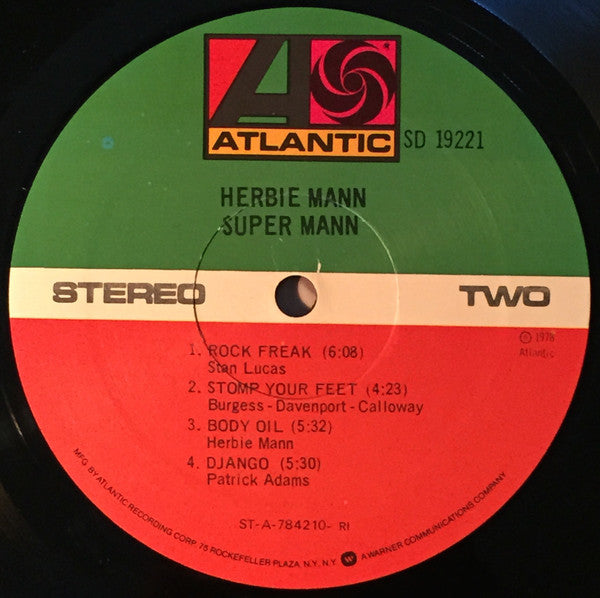 ATLANTIC
®
SD 19221
HERBIE MANN
SUPER MANN
STEREO
TWO
℗ 1978
Atlantic
1. ROCK FREAK (6:08)
Stan Lucas
2. STOMP YOUR FEET (4:23)
Burgess - Davenport - Calloway
3. BODY OIL (5:32)
Herbie Mann
4. DJANGO (5:30)
Patrick Adams
ST-A-784210- RI
MFG. BY ATLANTIC RECORDING CORP. 75 ROCKEFELLER PLAZA, N.Y. N.Y. A WARNER COMMUNICATIONS COMPANY